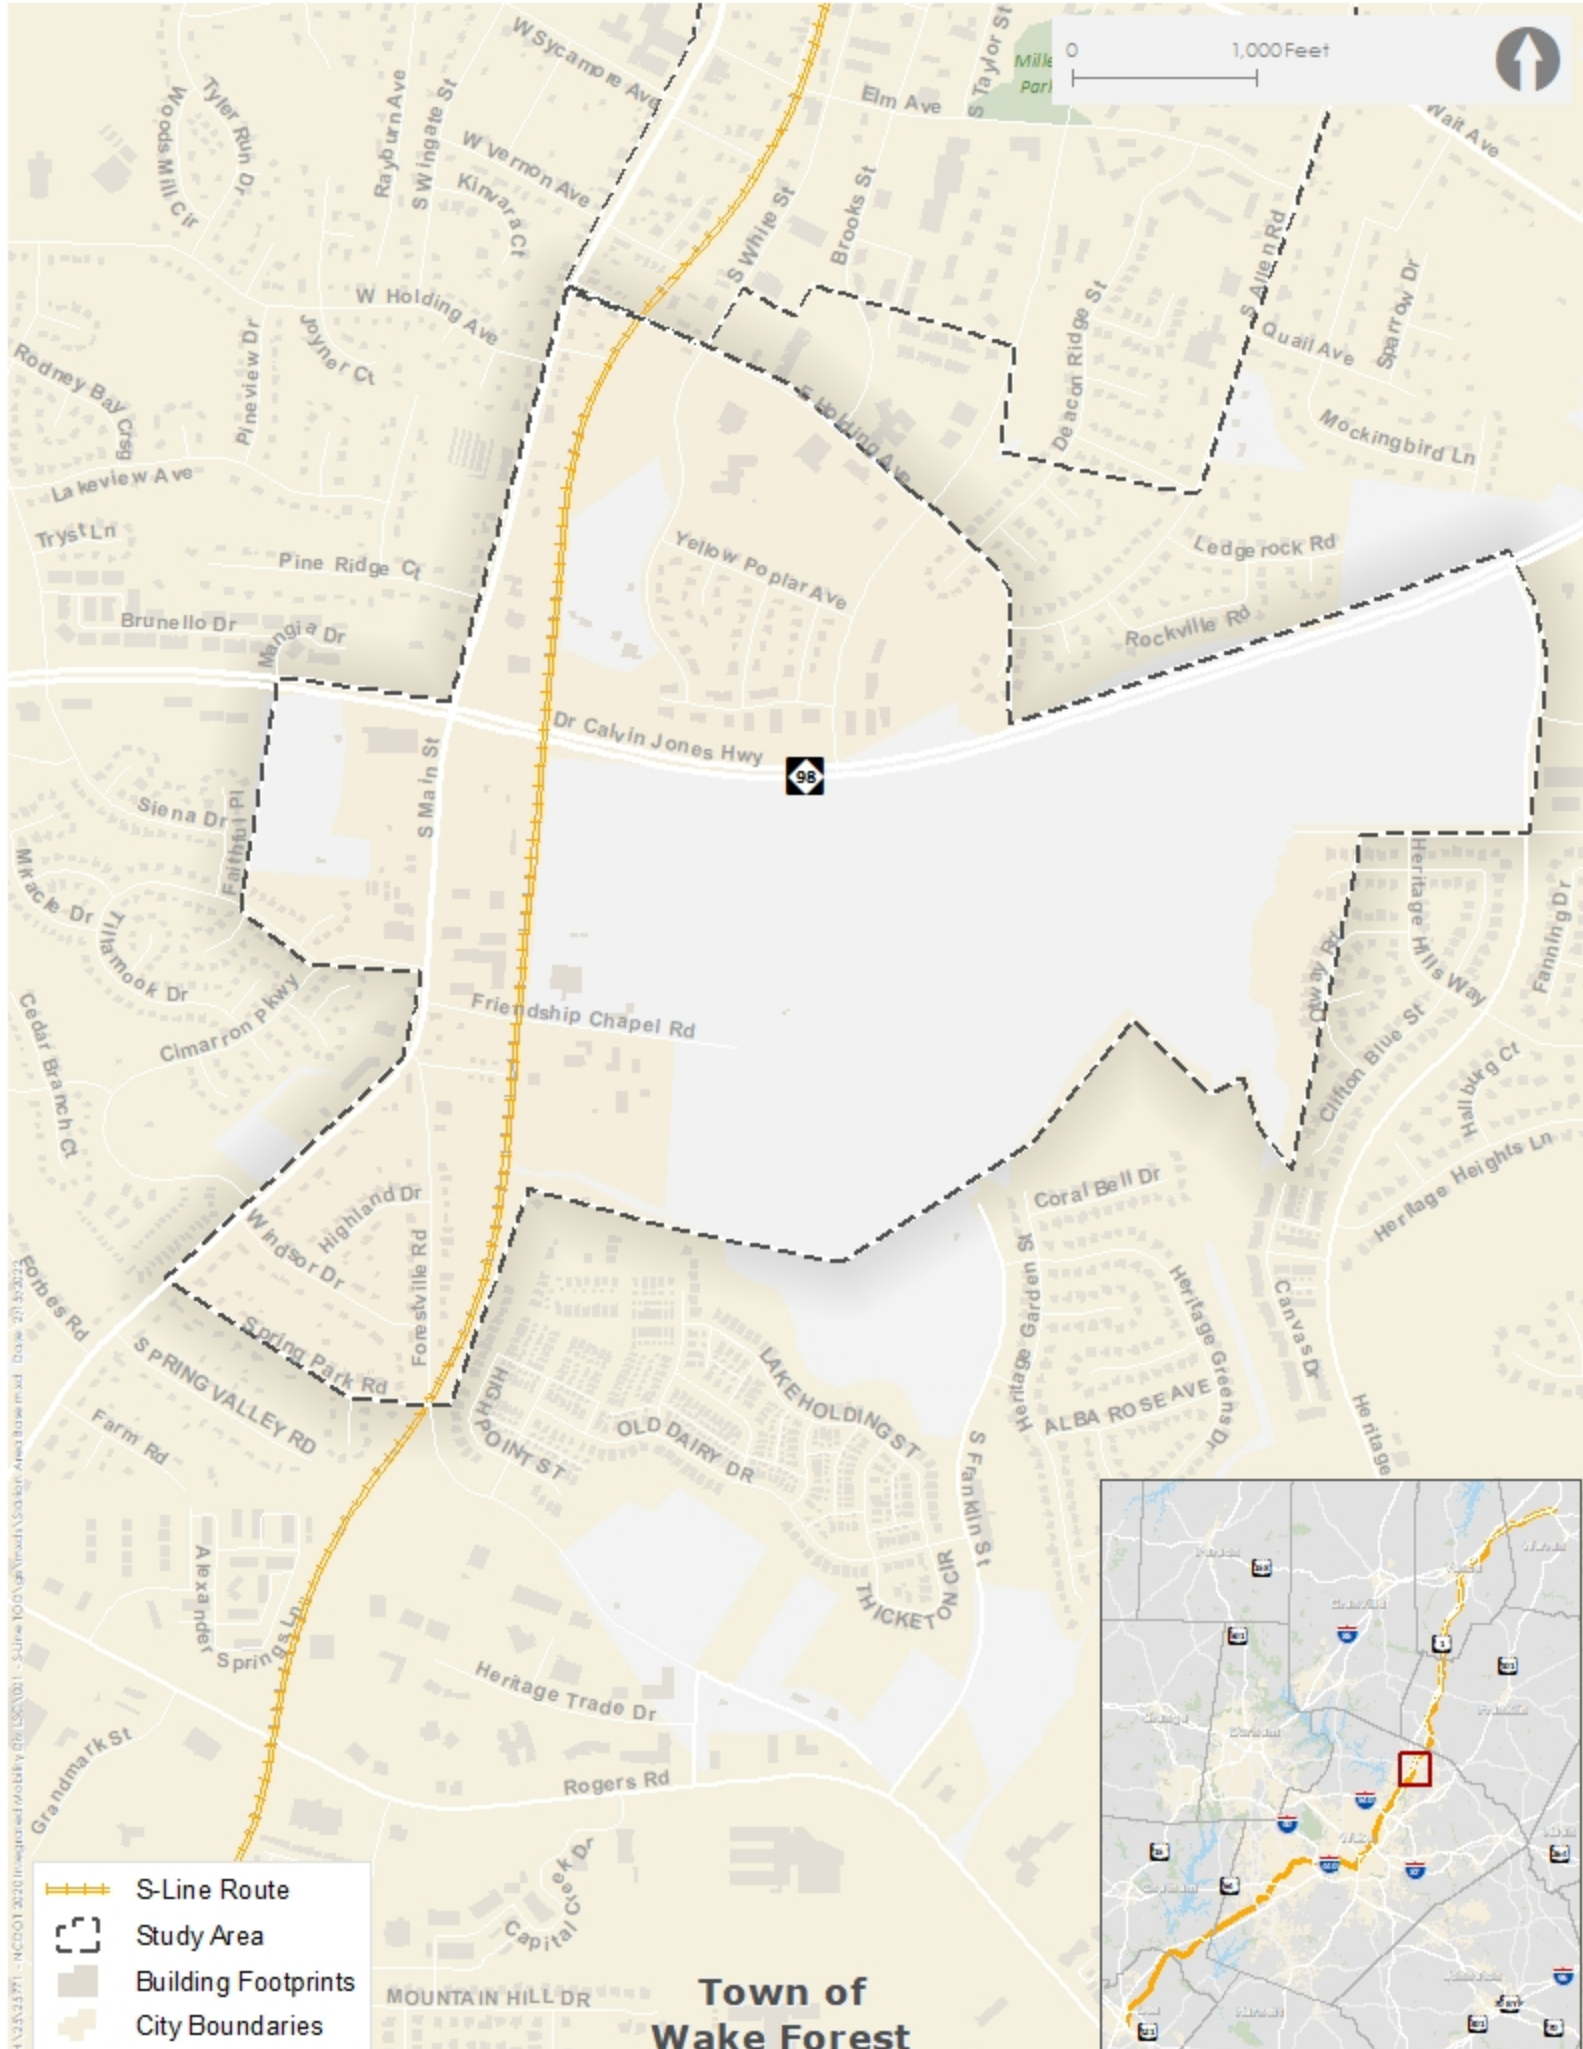 W Sycamore Ave
Elm Ave
S Taylor St
0 1,000 Feet
Wait Ave
Woods Mill Cir
Tyler Run Dr
Rayburn Ave
S Wingate St
W Vernon Ave
Kinvara Ct
S White St
Brooks St
S Allen Rd
Deacon Ridge St
Quail Ave
Sparrow Dr
Mockingbird Ln
W Holding Ave
Joyner Ct
Pineview Dr
Rodney Bay Crsg
Lakeview Ave
Tryst Ln
Pine Ridge Ct
Brunello Dr
Mangia Dr
E Holding Ave
Yellow Poplar Ave
Ledgerock Rd
Rockville Rd
Dr Calvin Jones Hwy
98
S Main St
Siena Dr
Faithful Pl
Mikacle Dr
Tillamook Dr
Cimarron Pkwy
Cedar Branch Ct
Friendship Chapel Rd
Heritage Hills Way
Fanning Dr
Clifton Blue St
Hallburg Ct
Heritage Heights Ln
Coral Bell Dr
Heritage Garden St
Heritage Greens Dr
Canvas Dr
Heritage
Windsor Dr
Highland Dr
Forestville Rd
Forbes Rd
Spring Park Rd
SPRING VALLEY RD
Farm Rd
HIGH POINT ST
OLD DAIRY DR
LAKE HOLDING ST
ALBA ROSE AVE
S Franklin St
THICKETON CIR
Alexander
Springs Ln
Heritage Trade Dr
Grandmark St
Rogers Rd
Capital Creek Dr
MOUNTAIN HILL DR
Town of
Wake Forest
S-Line Route
Study Area
Building Footprints
City Boundaries
Granville
Durham
Franklin
Wake